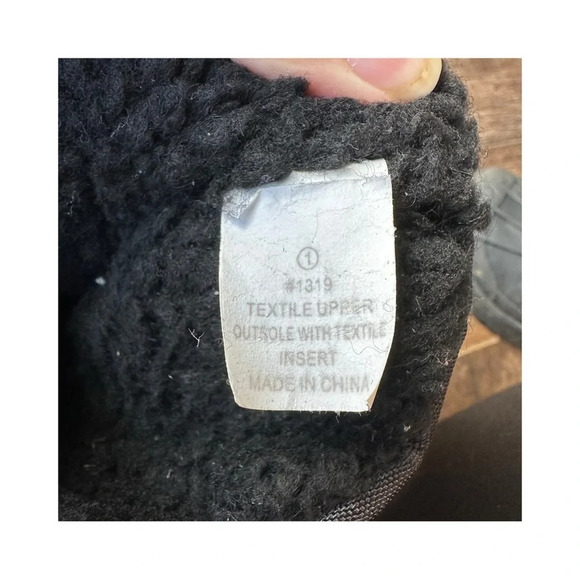 ①
#1319
TEXTILE UPPER
OUTSOLE WITH TEXTILE
INSERT
MADE IN CHINA